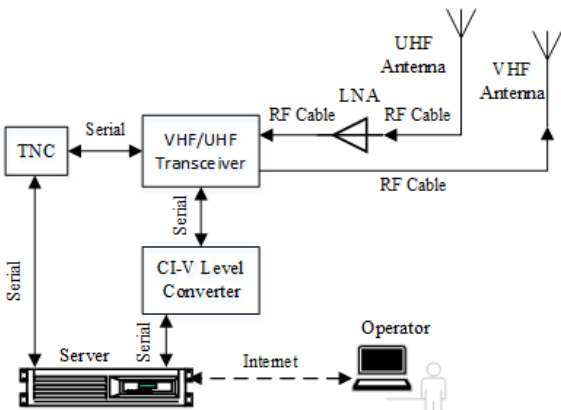 UHF
Antenna
VHF
Antenna
LNA
RF Cable
RF Cable
Serial
TNC
VHF/UHF
Transceiver
RF Cable
Serial
Serial
CI-V Level
Converter
Serial
Server
Internet
Operator